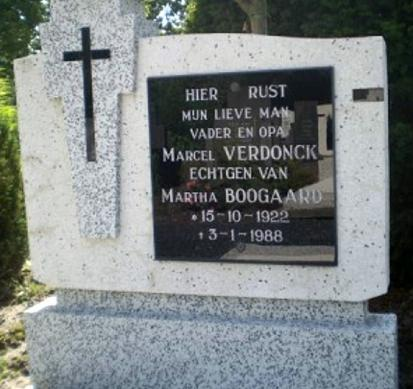 HIER RUST
MIJN LIEVE MAN
VADER EN OPA
MARCEL VERDONCK
ECHTGEN. VAN
MARTHA BOOGAARD
* 15-10-1922
† 3-1-1988